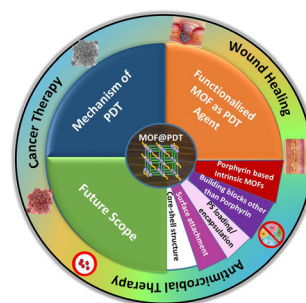 Cancer Therapy
Wound Healing
Antimicrobial Therapy
Mechanism of
PDT
Functionalised
MOF as PDT
Agent
MOF@PDT
Future Scope
Porphyrin based
Intrinsic MOFs
Building blocks other
than Porphyrin
PS loading/
encapsulation
Surface attachment
Core-shell structure